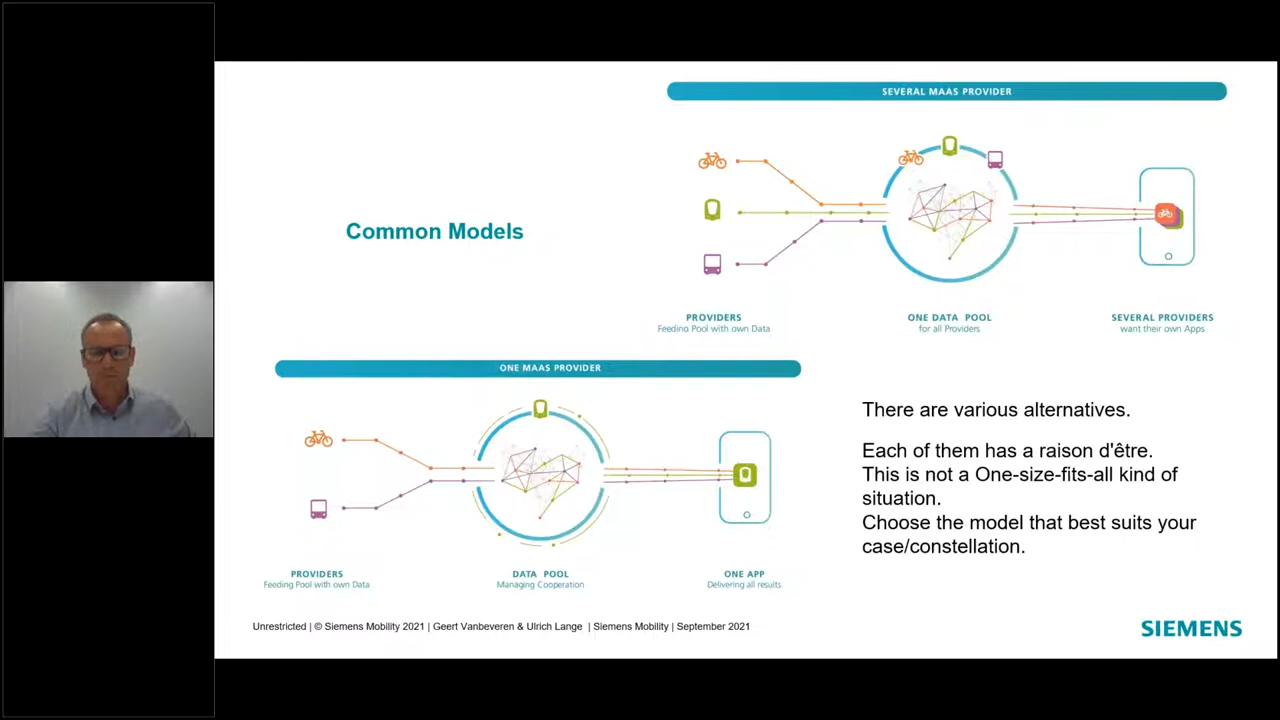 SEVERAL MAAS PROVIDER
Common Models
PROVIDERS
Feeding Pool with own Data
ONE DATA POOL
for all Providers
SEVERAL PROVIDERS
want their own Apps
ONE MAAS PROVIDER
PROVIDERS
Feeding Pool with own Data
DATA POOL
Managing Cooperation
ONE APP
Delivering all results
There are various alternatives.
Each of them has a raison d'être.
This is not a One-size-fits-all kind of
situation.
Choose the model that best suits your
case/constellation.
Unrestricted | © Siemens Mobility 2021 | Geert Vanbeveren & Ulrich Lange | Siemens Mobility | September 2021
SIEMENS